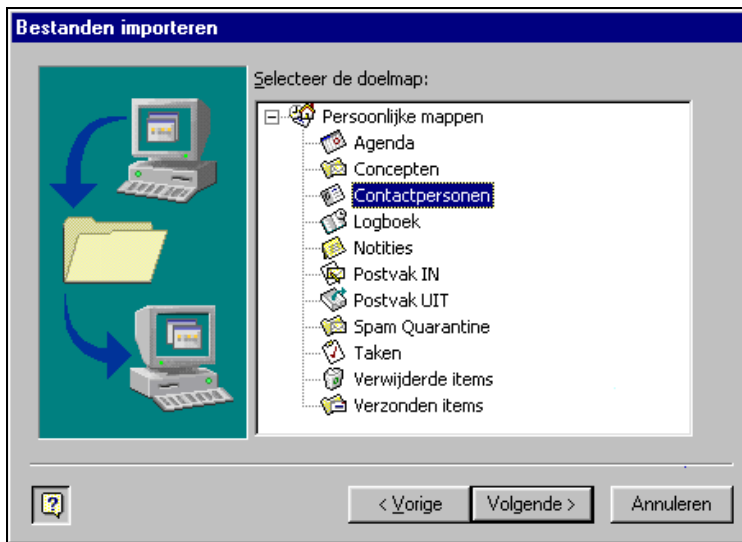 Bestanden importeren
Selecteer de doelmap:
Persoonlijke mappen
Agenda
Concepten
Contactpersonen
Logboek
Notities
Postvak IN
Postvak UIT
Spam Quarantine
Taken
Verwijderde items
Verzonden items
< Vorige Volgende > Annuleren